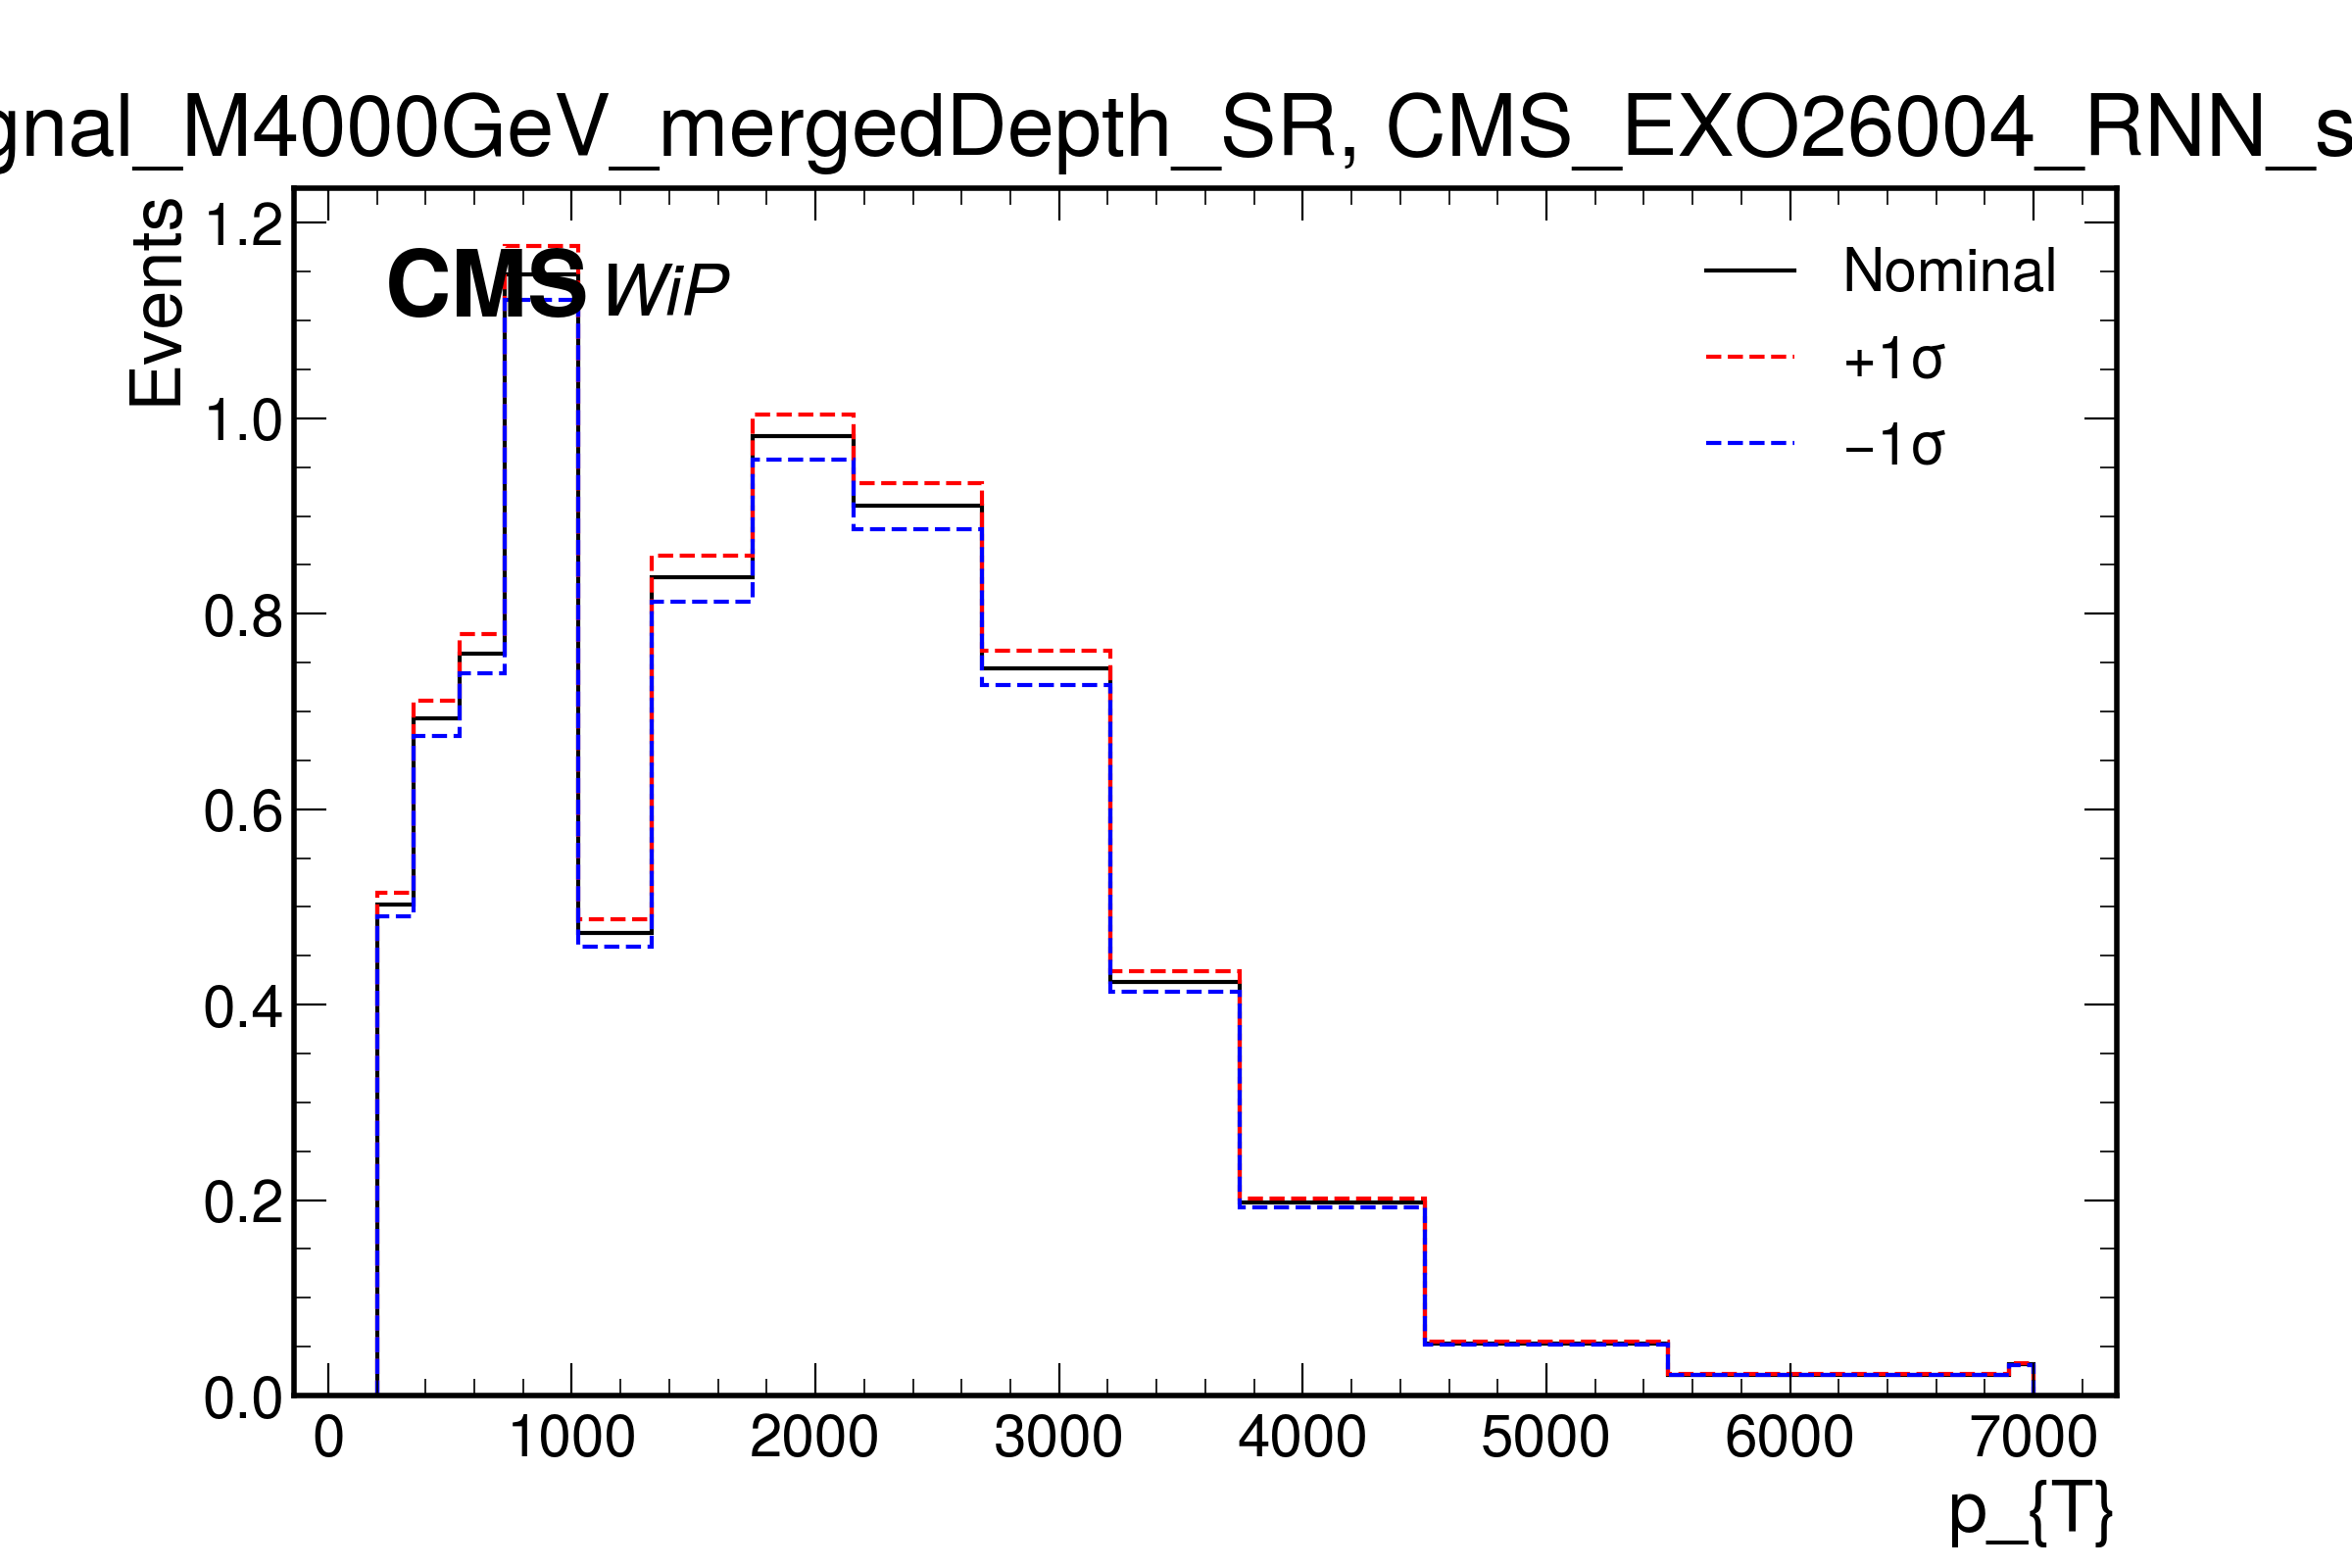 gnal_M4000GeV_mergedDepth_SR, CMS_EXO26004_RNN_s
Events
CMS WiP
Nominal
+1σ
−1σ
1.2
1.0
0.8
0.6
0.4
0.2
0.0
0 1000 2000 3000 4000 5000 6000 7000
p_{T}